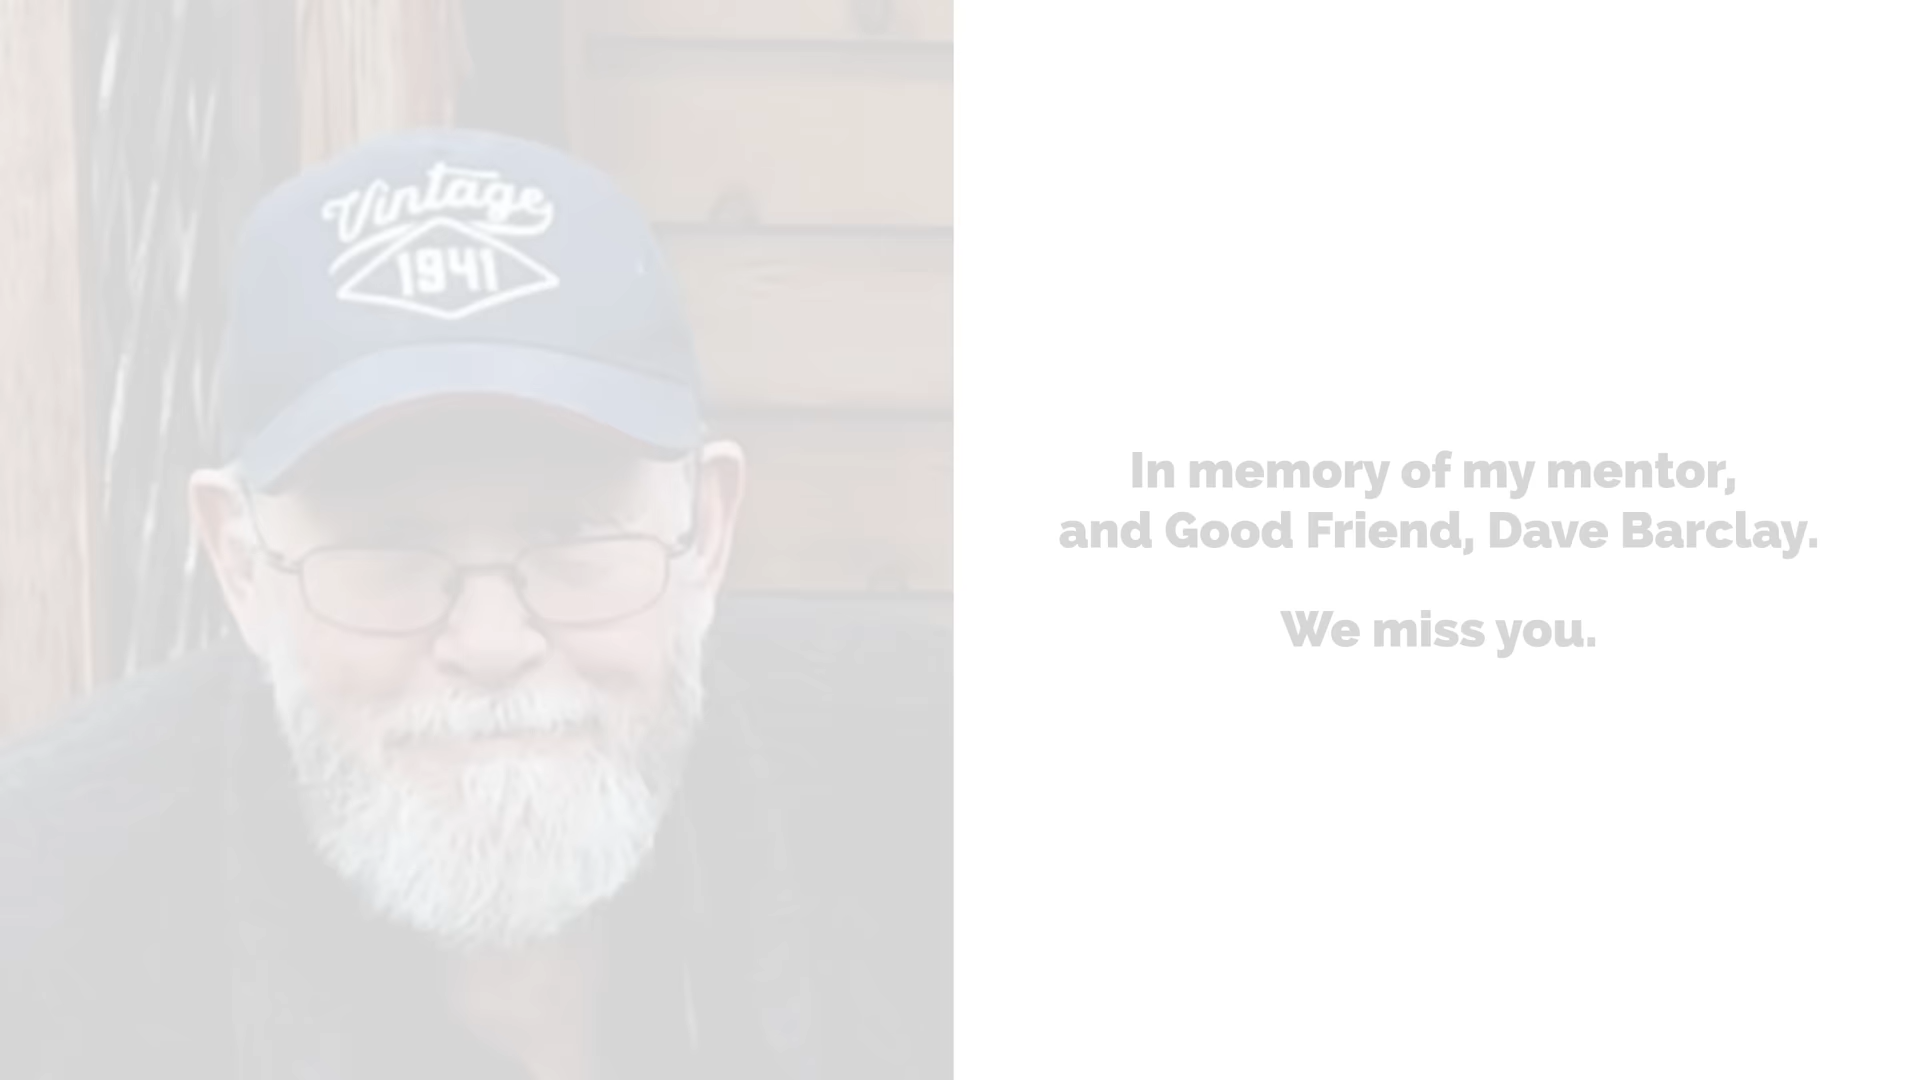 Vintage
1941
In memory of my mentor,
and Good Friend, Dave Barclay.
We miss you.